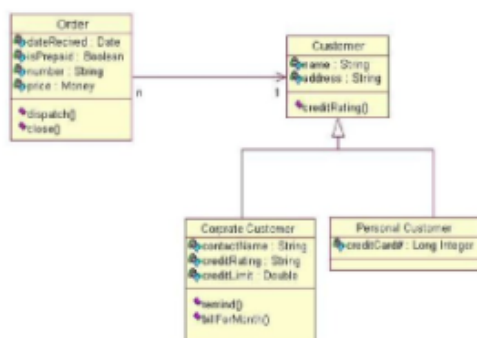 Order
dateRecived : Date
isPrepaid : Boolean
number : String
price : Money
dispatch()
close()
n
1
Customer
name : String
address : String
creditRating()
Corprate Customer
contactName : String
creditRating : String
creditLimit : Double
remind()
billForMonth()
Personal Customer
creditCard# : Long Integer